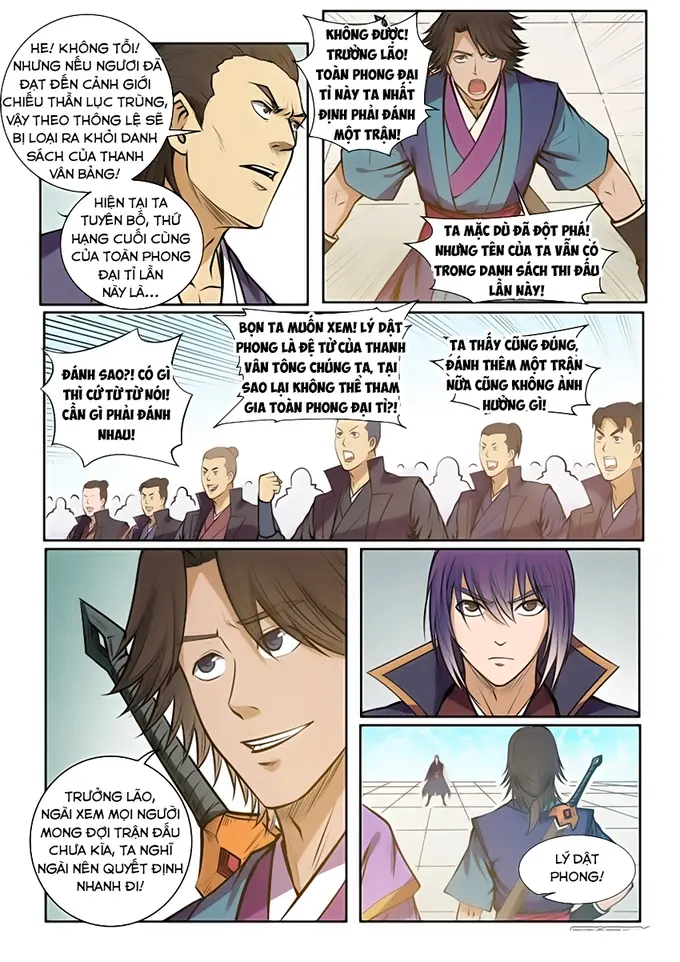 HE! KHÔNG TỒI!
NHƯNG NẾU NGƯƠI ĐÃ
ĐẠT ĐẾN CẢNH GIỚI
CHIẾU THẦN LỤC TRÙNG,
VẬY THEO THÔNG LỆ SẼ
BỊ LOẠI RA KHỎI DANH
SÁCH CỦA THANH
VÂN BẢNG!
HIỆN TẠI TA
TUYÊN BỐ, THỨ
HẠNG CUỐI CÙNG
CỦA TOÀN PHONG
ĐẠI TỈ LẦN
NÀY LÀ...
KHÔNG ĐƯỢC!
TRƯỞNG LÃO!
TOÀN PHONG ĐẠI
TỈ NÀY TA NHẤT
ĐỊNH PHẢI ĐÁNH
MỘT TRẬN!
TA MẶC DÙ ĐÃ ĐỘT PHÁ!
NHƯNG TÊN CỦA TA VẪN CÓ
TRONG DANH SÁCH THI ĐẤU
LẦN NÀY!
ĐÁNH SAO?! CÓ GÌ
THÌ CỨ TỪ TỪ NÓI!
CẦN GÌ PHẢI ĐÁNH
NHAU!
BỌN TA MUỐN XEM! LÝ DẬT
PHONG LÀ ĐỆ TỬ CỦA THANH
VÂN TÔNG CHÚNG TA, TẠI
SAO LẠI KHÔNG THỂ THAM
GIA TOÀN PHONG ĐẠI TỈ?!
TA THẤY CŨNG ĐÚNG,
ĐÁNH THÊM MỘT TRẬN
NỮA CŨNG KHÔNG ẢNH
HƯỞNG GÌ!
TRƯỞNG LÃO,
NGÀI XEM MỌI NGƯỜI
MONG ĐỢI TRẬN ĐẤU
CHƯA KÌA, TA NGHĨ
NGÀI NÊN QUYẾT ĐỊNH
NHANH ĐI!
LÝ DẬT
PHONG!